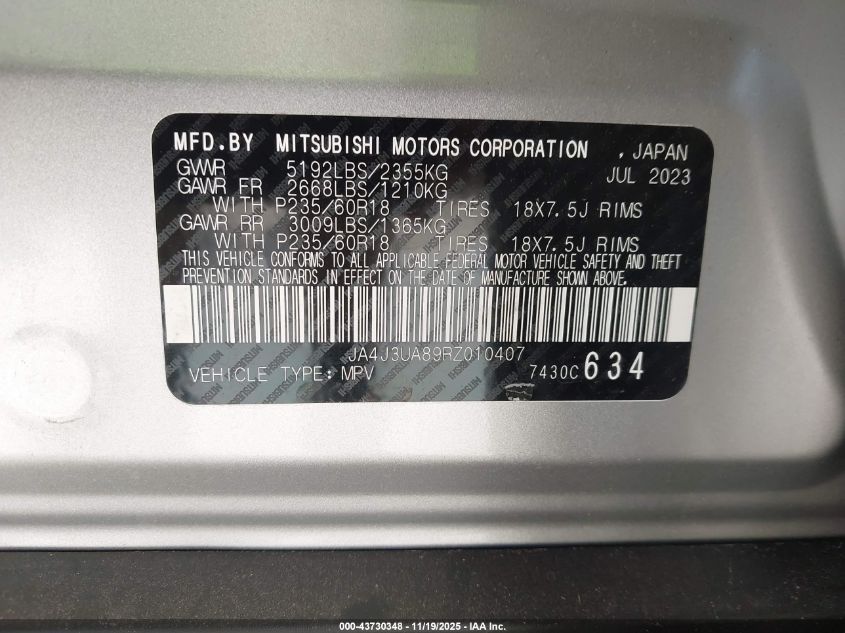 MFD.BY MITSUBISHI MOTORS CORPORATION , JAPAN
GVWR 5192LBS/2355KG JUL 2023
GAWR FR 2668LBS/1210KG
WITH P235/60R18 TIRES 18X7.5J RIMS
GAWR RR 3009LBS/1365KG
WITH P235/60R18 TIRES 18X7.5J RIMS
THIS VEHICLE CONFORMS TO ALL APPLICABLE FEDERAL MOTOR VEHICLE SAFETY AND THEFT
PREVENTION STANDARDS IN EFFECT ON THE DATE OF MANUFACTURE SHOWN ABOVE.
JA4J3UA89RZ010407
VEHICLE TYPE: MPV 7430C 634
000-43730348 - 11/19/2025 - IAA Inc.